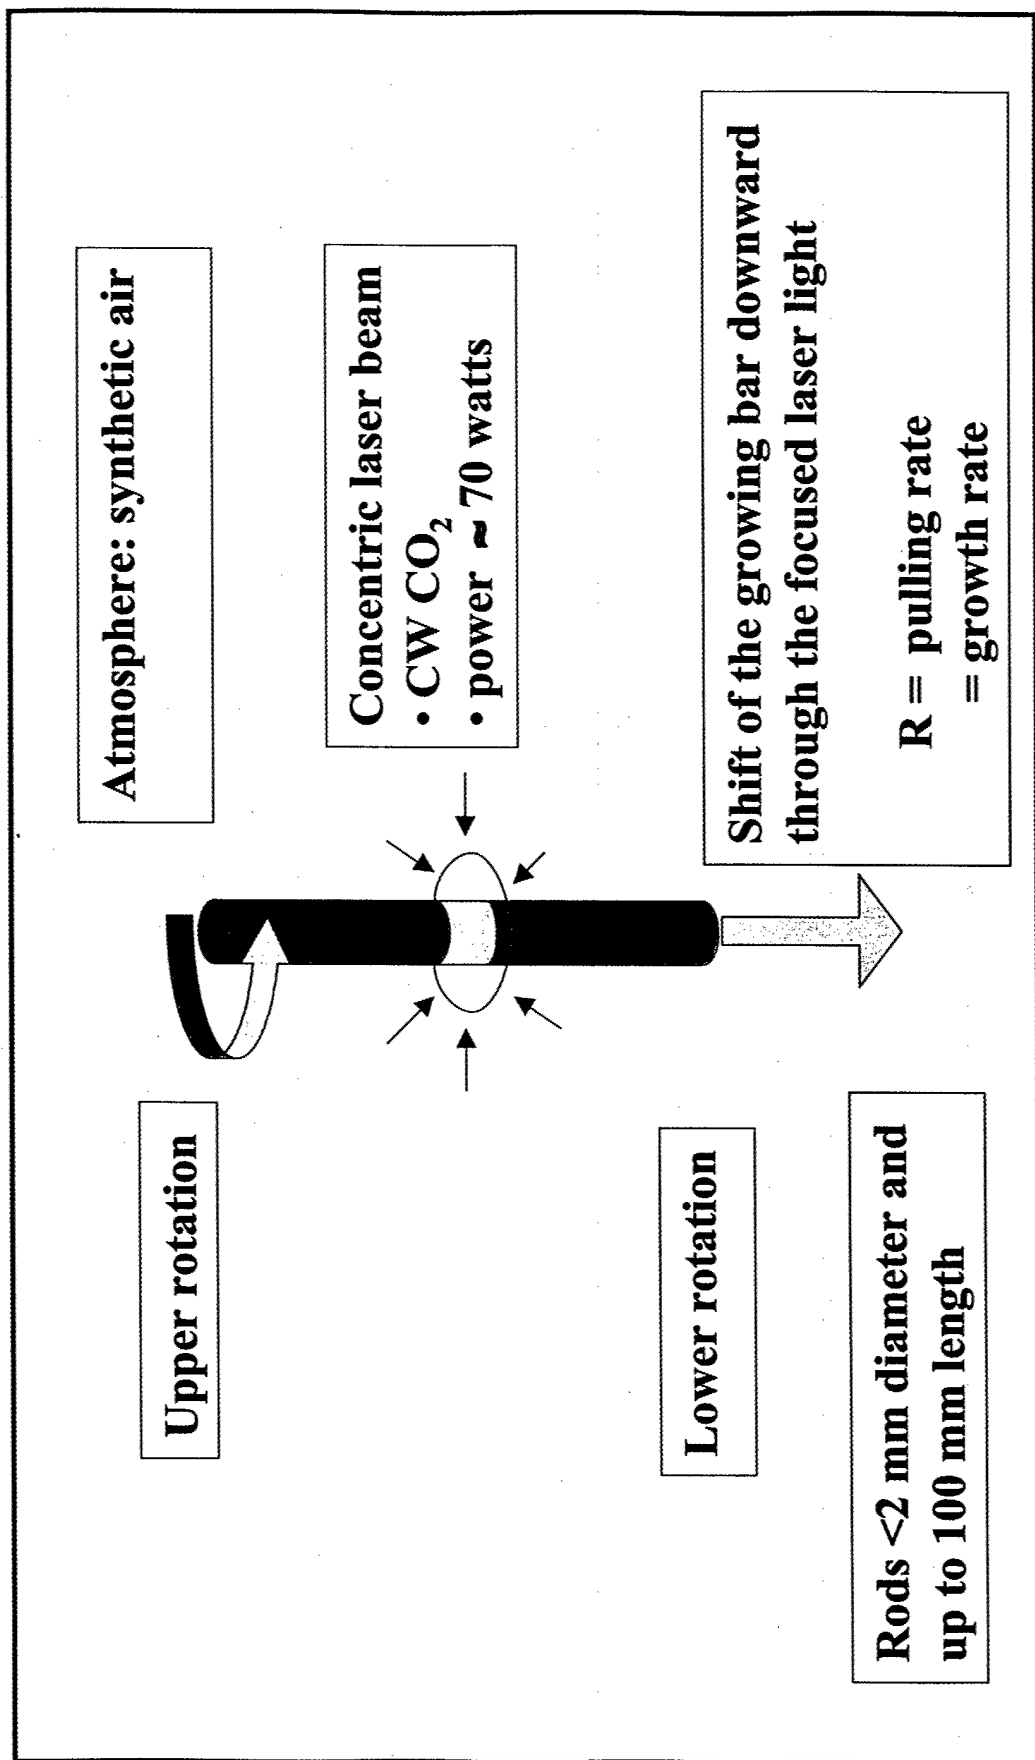 Atmosphere: synthetic air
Upper rotation
Concentric laser beam
• CW CO₂
• power ≈ 70 watts
Lower rotation
Shift of the growing bar downward
through the focused laser light
R = pulling rate
= growth rate
Rods <2 mm diameter and
up to 100 mm length